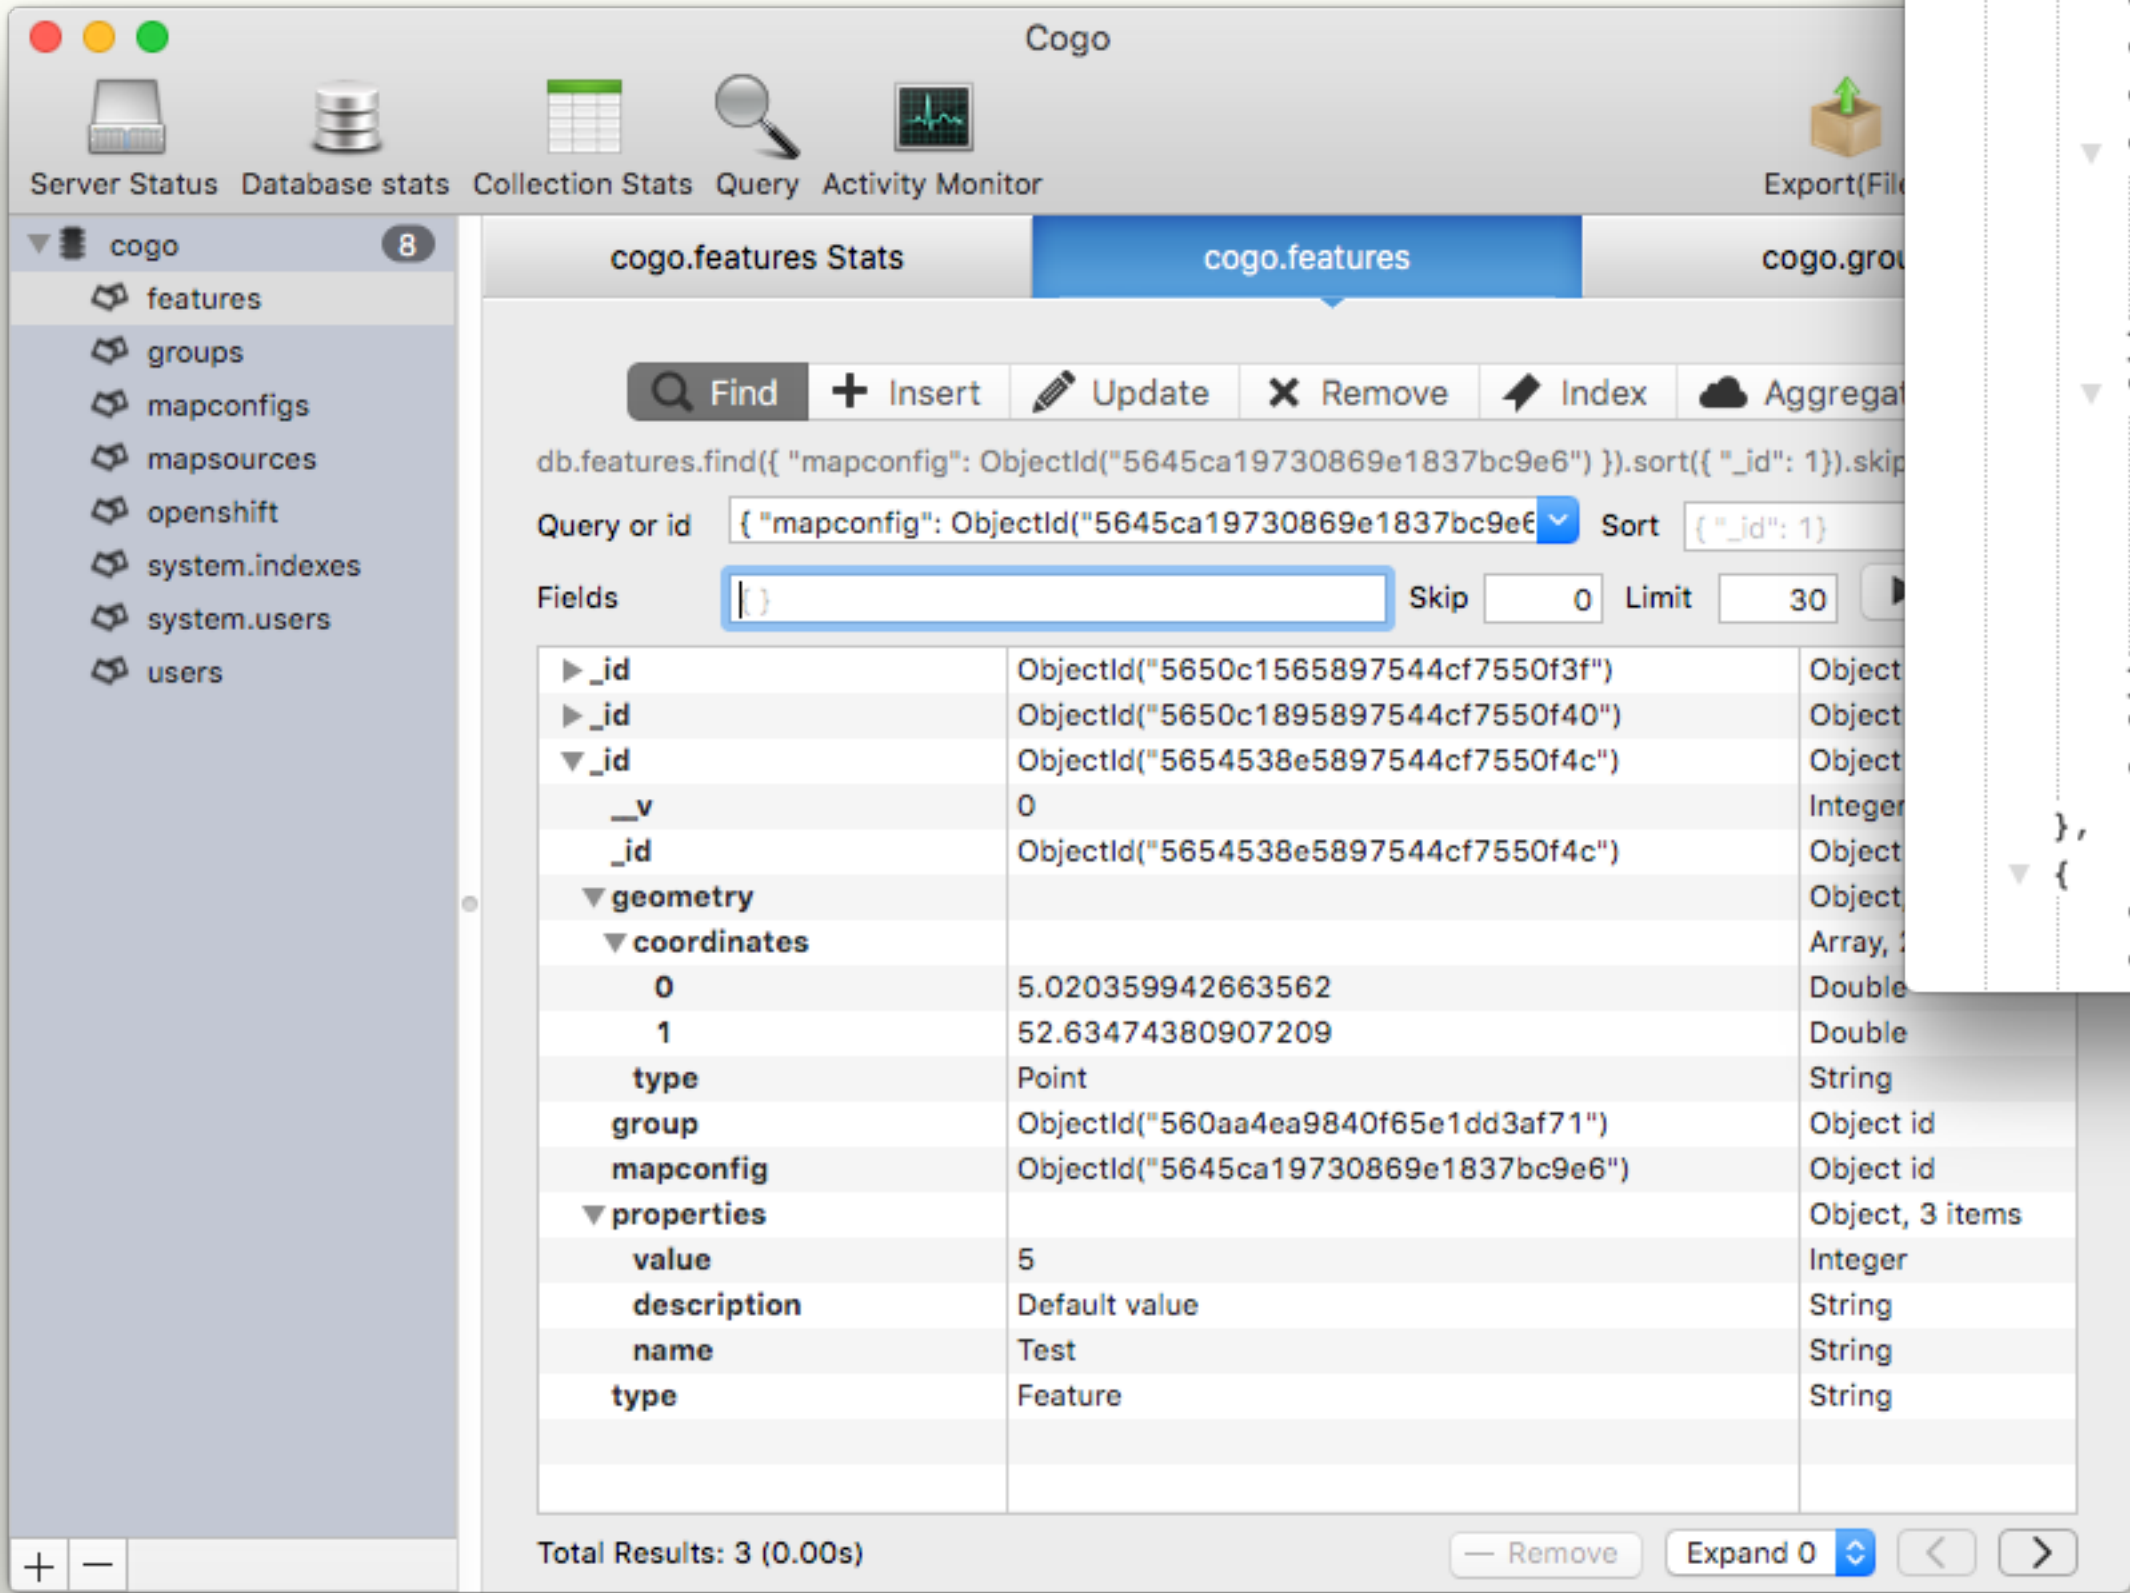 Cogo
Server Status Database stats Collection Stats Query Activity Monitor Export(File
cogo 8
features
groups
mapconfigs
mapsources
openshift
system.indexes
system.users
users
cogo.features Stats cogo.features cogo.grou
Find Insert Update Remove Index Aggregat
db.features.find({ "mapconfig": ObjectId("5645ca19730869e1837bc9e6") }).sort({ "_id": 1}).skip
Query or id { "mapconfig": ObjectId("5645ca19730869e1837bc9e6 Sort { "_id": 1}
Fields { } Skip 0 Limit 30
_id ObjectId("5650c1565897544cf7550f3f") Object
_id ObjectId("5650c1895897544cf7550f40") Object
_id ObjectId("5654538e5897544cf7550f4c") Object
__v 0 Integer
_id ObjectId("5654538e5897544cf7550f4c") Object
geometry Object,
coordinates Array,
0 5.020359942663562 Double
1 52.63474380907209 Double
type Point String
group ObjectId("560aa4ea9840f65e1dd3af71") Object id
mapconfig ObjectId("5645ca19730869e1837bc9e6") Object id
properties Object, 3 items
value 5 Integer
description Default value String
name Test String
type Feature String
Total Results: 3 (0.00s) — Remove Expand 0
},
{